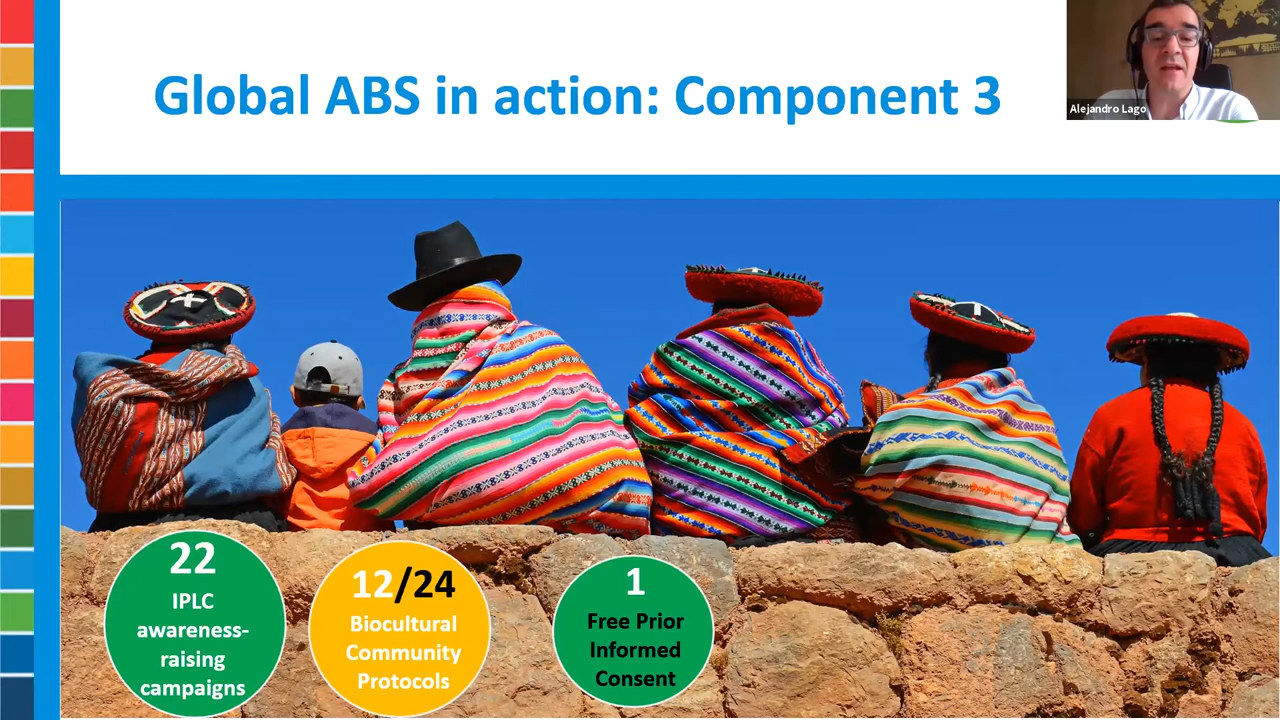 Global ABS in action: Component 3
Alejandro Lago
22
IPLC
awareness-
raising
campaigns
12/24
Biocultural
Community
Protocols
1
Free Prior
Informed
Consent